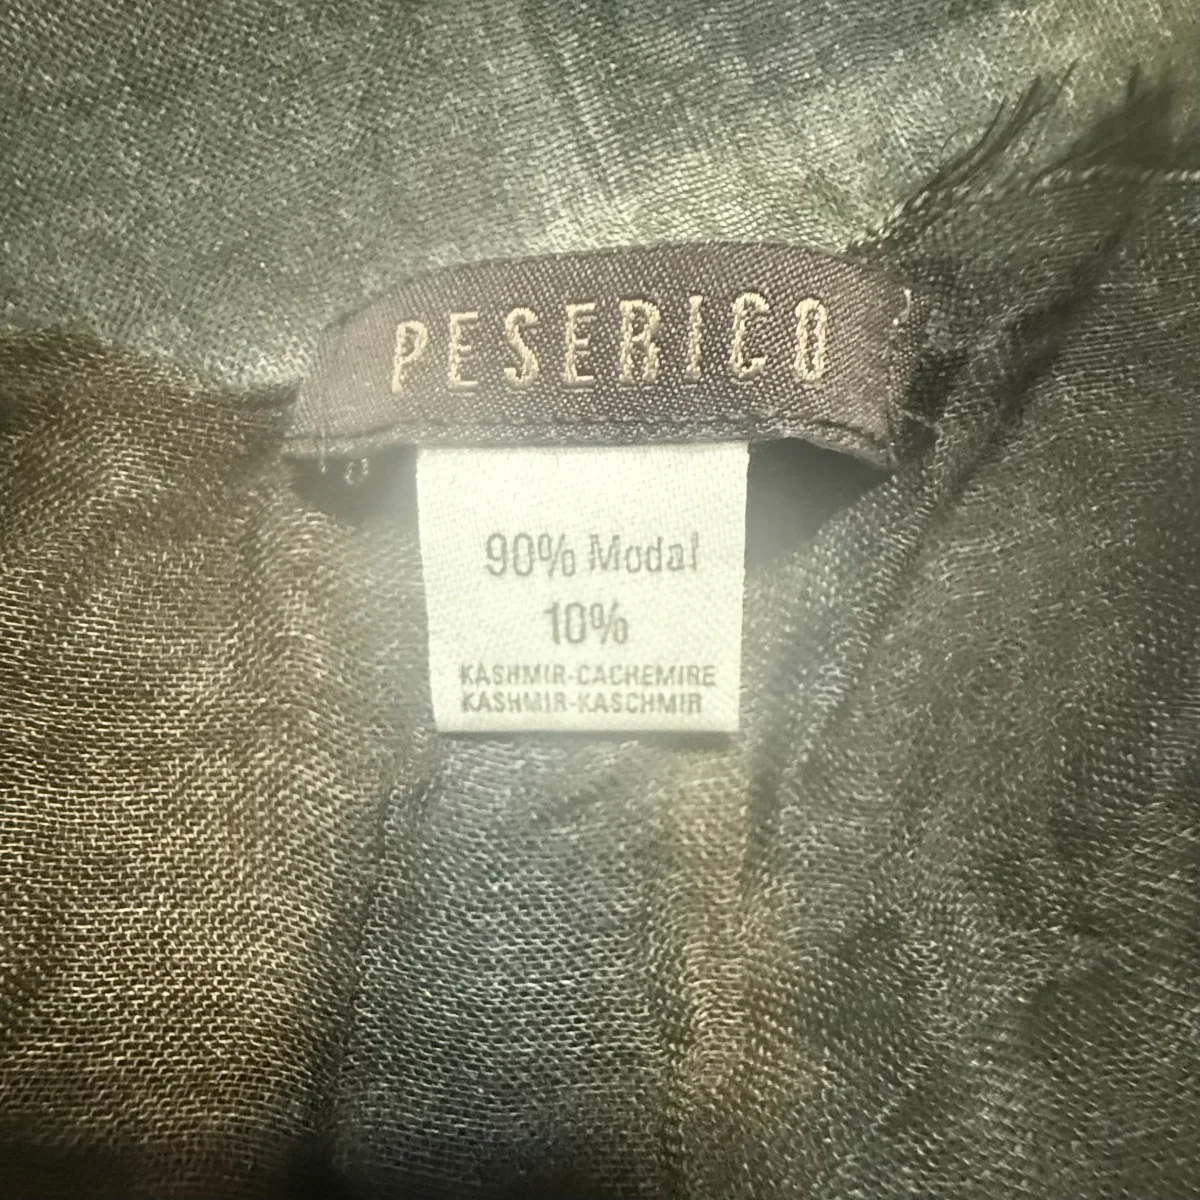 PESERICO
90% Modal
10%
KASHMIR-CACHEMIRE
KASHMIR-KASCHMIR